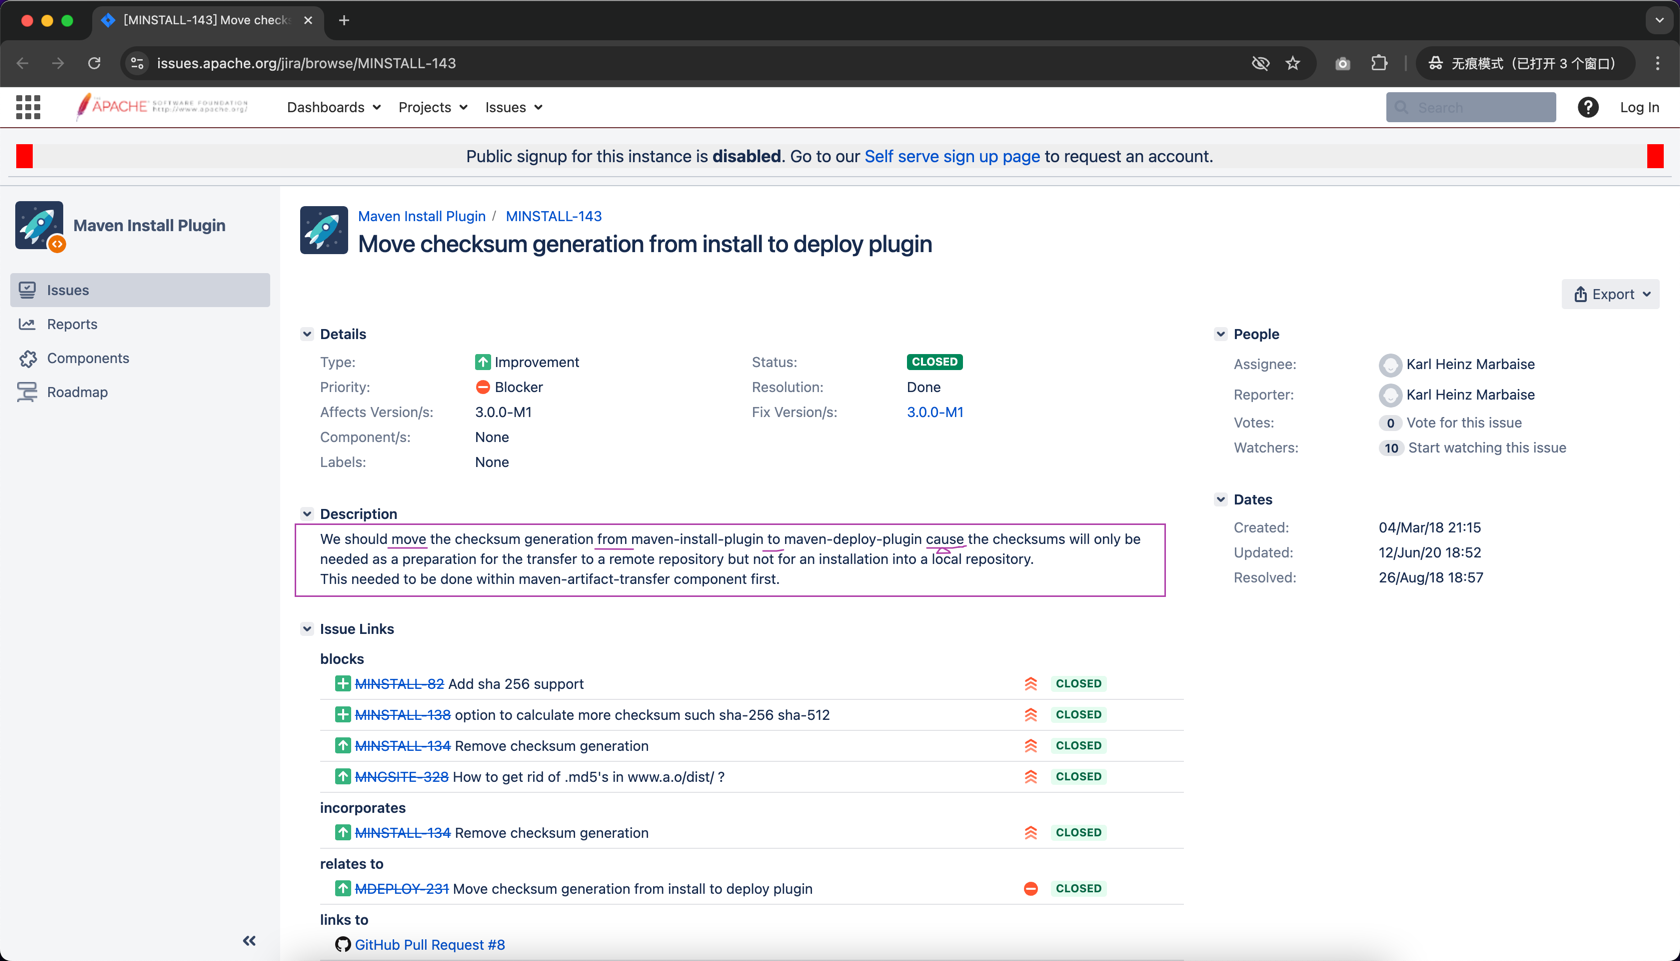 [MINSTALL-143] Move check
issues.apache.org/jira/browse/MINSTALL-143
无痕模式（已打开 3 个窗口）
THE APACHE SOFTWARE FOUNDATION
http://www.apache.org/
Dashboards Projects Issues
Search
Log In
Public signup for this instance is disabled. Go to our Self serve sign up page to request an account.
Maven Install Plugin
Issues
Reports
Components
Roadmap
Maven Install Plugin / MINSTALL-143
Move checksum generation from install to deploy plugin
Export
Details
Type: Improvement Status: CLOSED
Priority: Blocker Resolution: Done
Affects Version/s: 3.0.0-M1 Fix Version/s: 3.0.0-M1
Component/s: None
Labels: None
Description
We should move the checksum generation from maven-install-plugin to maven-deploy-plugin cause the checksums will only be
needed as a preparation for the transfer to a remote repository but not for an installation into a local repository.
This needed to be done within maven-artifact-transfer component first.
Issue Links
blocks
MINSTALL-82 Add sha 256 support CLOSED
MINSTALL-138 option to calculate more checksum such sha-256 sha-512 CLOSED
MINSTALL-134 Remove checksum generation CLOSED
MNGSITE-328 How to get rid of .md5's in www.a.o/dist/ ? CLOSED
incorporates
MINSTALL-134 Remove checksum generation CLOSED
relates to
MDEPLOY-231 Move checksum generation from install to deploy plugin CLOSED
links to
GitHub Pull Request #8
People
Assignee: Karl Heinz Marbaise
Reporter: Karl Heinz Marbaise
Votes: 0 Vote for this issue
Watchers: 10 Start watching this issue
Dates
Created: 04/Mar/18 21:15
Updated: 12/Jun/20 18:52
Resolved: 26/Aug/18 18:57